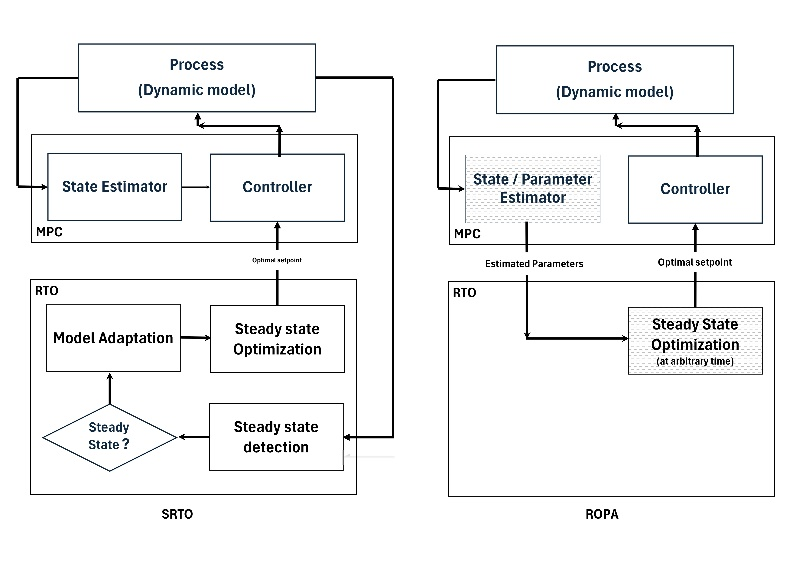 Process
(Dynamic model)
State Estimator
Controller
MPC
Optimal setpoint
RTO
Model Adaptation
Steady state
Optimization
Steady
State ?
Steady state
detection
SRTO
Process
(Dynamic model)
State / Parameter
Estimator
Controller
MPC
Estimated Parameters
Optimal setpoint
RTO
Steady State
Optimization
(at arbitrary time)
ROPA